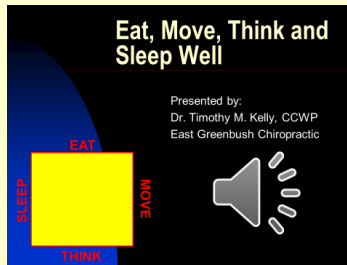 Eat, Move, Think and
Sleep Well
Presented by:
Dr. Timothy M. Kelly, CCWP
East Greenbush Chiropractic
EAT
SLEEP
MOVE
THINK